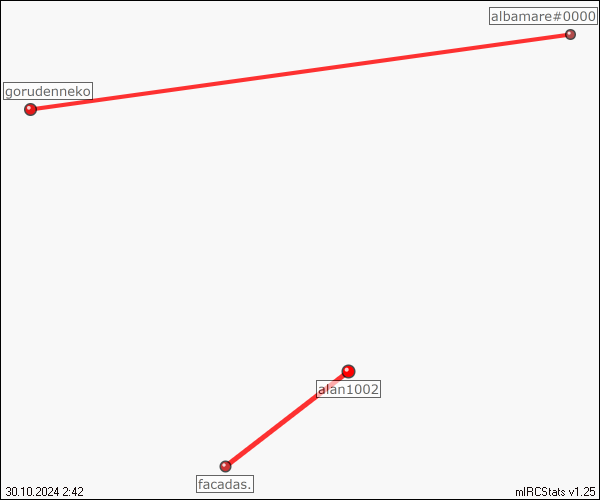 albamare#0000
gorudenneko
alan1002
facadas.
30.10.2024 2:42
mIRCStats v1.25